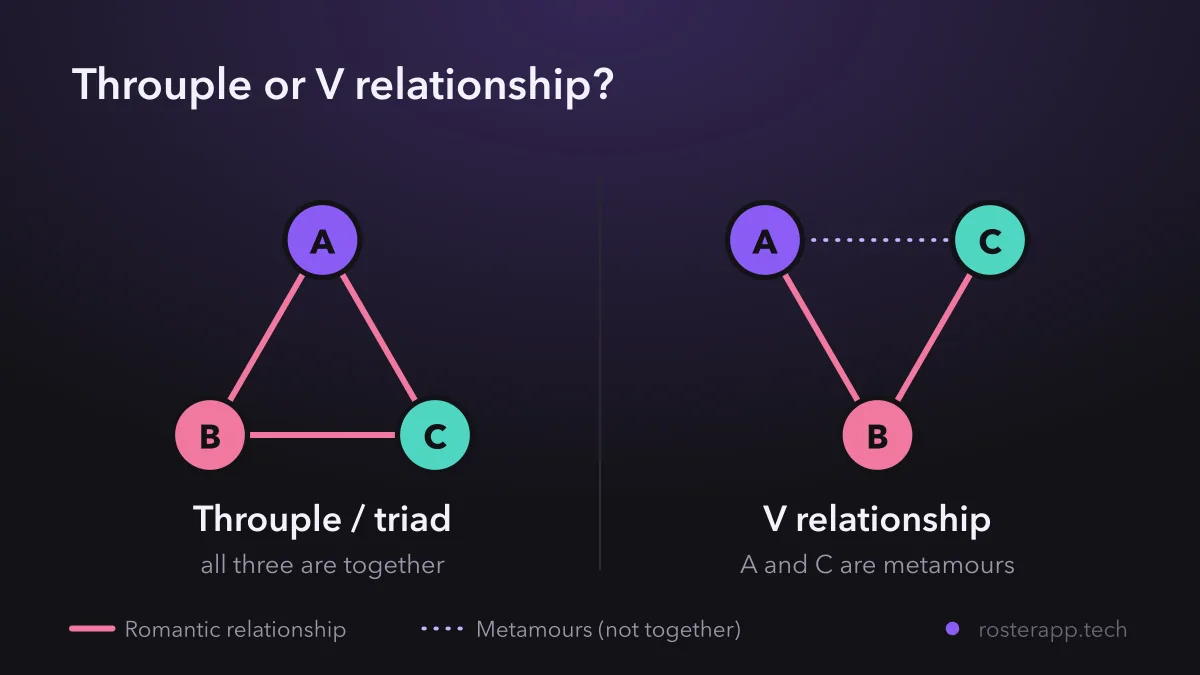 Throuple or V relationship?
A
B
C
Throuple / triad
all three are together
A
C
B
V relationship
A and C are metamours
Romantic relationship
Metamours (not together)
rosterapp.tech